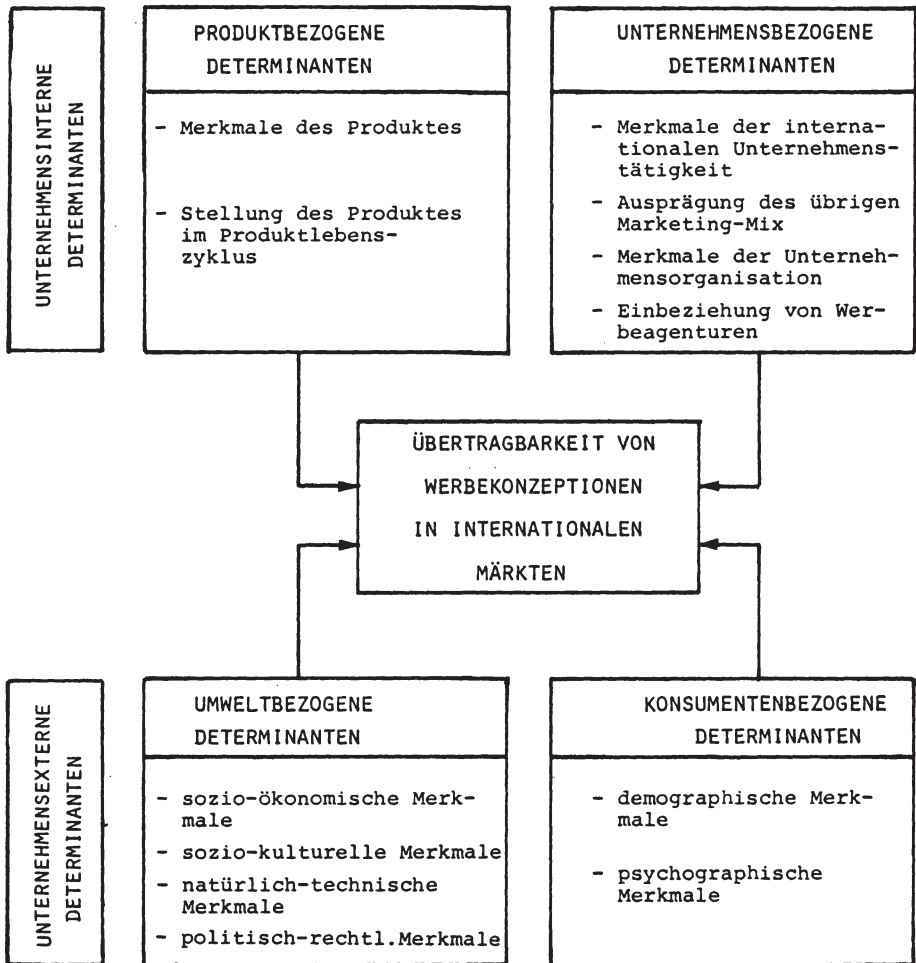 UNTERNEHMENSINTERNE
DETERMINANTEN
PRODUKTBEZOGENE
DETERMINANTEN
- Merkmale des Produktes
- Stellung des Produktes
im Produktlebens-
zyklus
UNTERNEHMENSBEZOGENE
DETERMINANTEN
- Merkmale der interna-
tionalen Unternehmens-
tätigkeit
- Ausprägung des übrigen
Marketing-Mix
- Merkmale der Unterneh-
mensorganisation
- Einbeziehung von Wer-
beagenturen
ÜBERTRAGBARKEIT VON
WERBEKONZEPTIONEN
IN INTERNATIONALEN
MÄRKTEN
UNTERNEHMENSEXTERNE
DETERMINANTEN
UMWELTBEZOGENE
DETERMINANTEN
- sozio-ökonomische Merk-
male
- sozio-kulturelle Merkmale
- natürlich-technische
Merkmale
- politisch-rechtl.Merkmale
KONSUMENTENBEZOGENE
DETERMINANTEN
- demographische Merk-
male
- psychographische
Merkmale